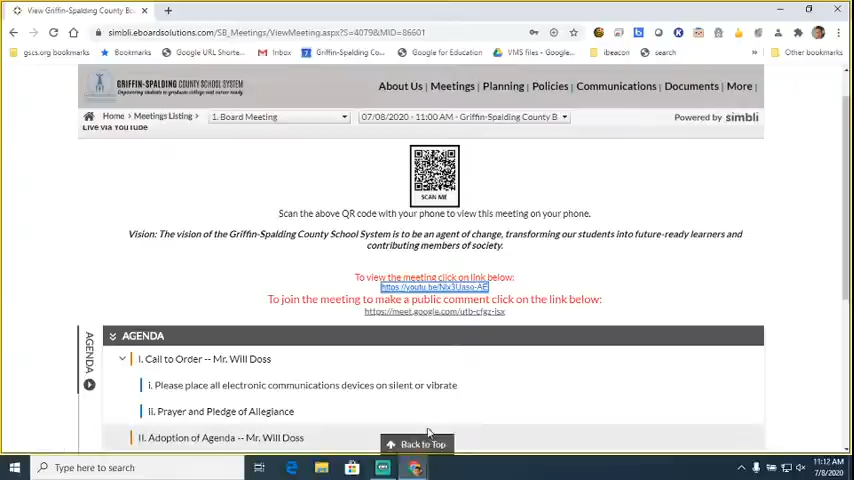 View Griffin-Spalding County Bo
simbli.eboardsolutions.com/SB_Meetings/ViewMeeting.aspx?S=4079&MID=86601
gscs.org bookmarks
Bookmarks
Google URL Shorte...
Inbox
Griffin-Spalding Co...
Google for Education
VMS files - Google...
ibeacon
search
Other bookmarks
GRIFFIN-SPALDING COUNTY SCHOOL SYSTEM
Empowering students to graduate college and career ready
About Us | Meetings | Planning | Policies | Communications | Documents | More |
Home > Meetings Listing >
1. Board Meeting
07/08/2020 - 11:00 AM - Griffin-Spalding County B
Powered by simbli
Live via YouTube
SCAN ME
Scan the above QR code with your phone to view this meeting on your phone.
Vision: The vision of the Griffin-Spalding County School System is to be an agent of change, transforming our students into future-ready learners and
contributing members of society.
To view the meeting click on link below:
https://youtu.be/NIx3Uaso-AE
To join the meeting to make a public comment click on the link below:
https://meet.google.com/utb-cfgz-isx
AGENDA
AGENDA
I. Call to Order -- Mr. Will Doss
i. Please place all electronic communications devices on silent or vibrate
ii. Prayer and Pledge of Allegiance
II. Adoption of Agenda -- Mr. Will Doss
Back to Top
Type here to search
11:12 AM
7/8/2020